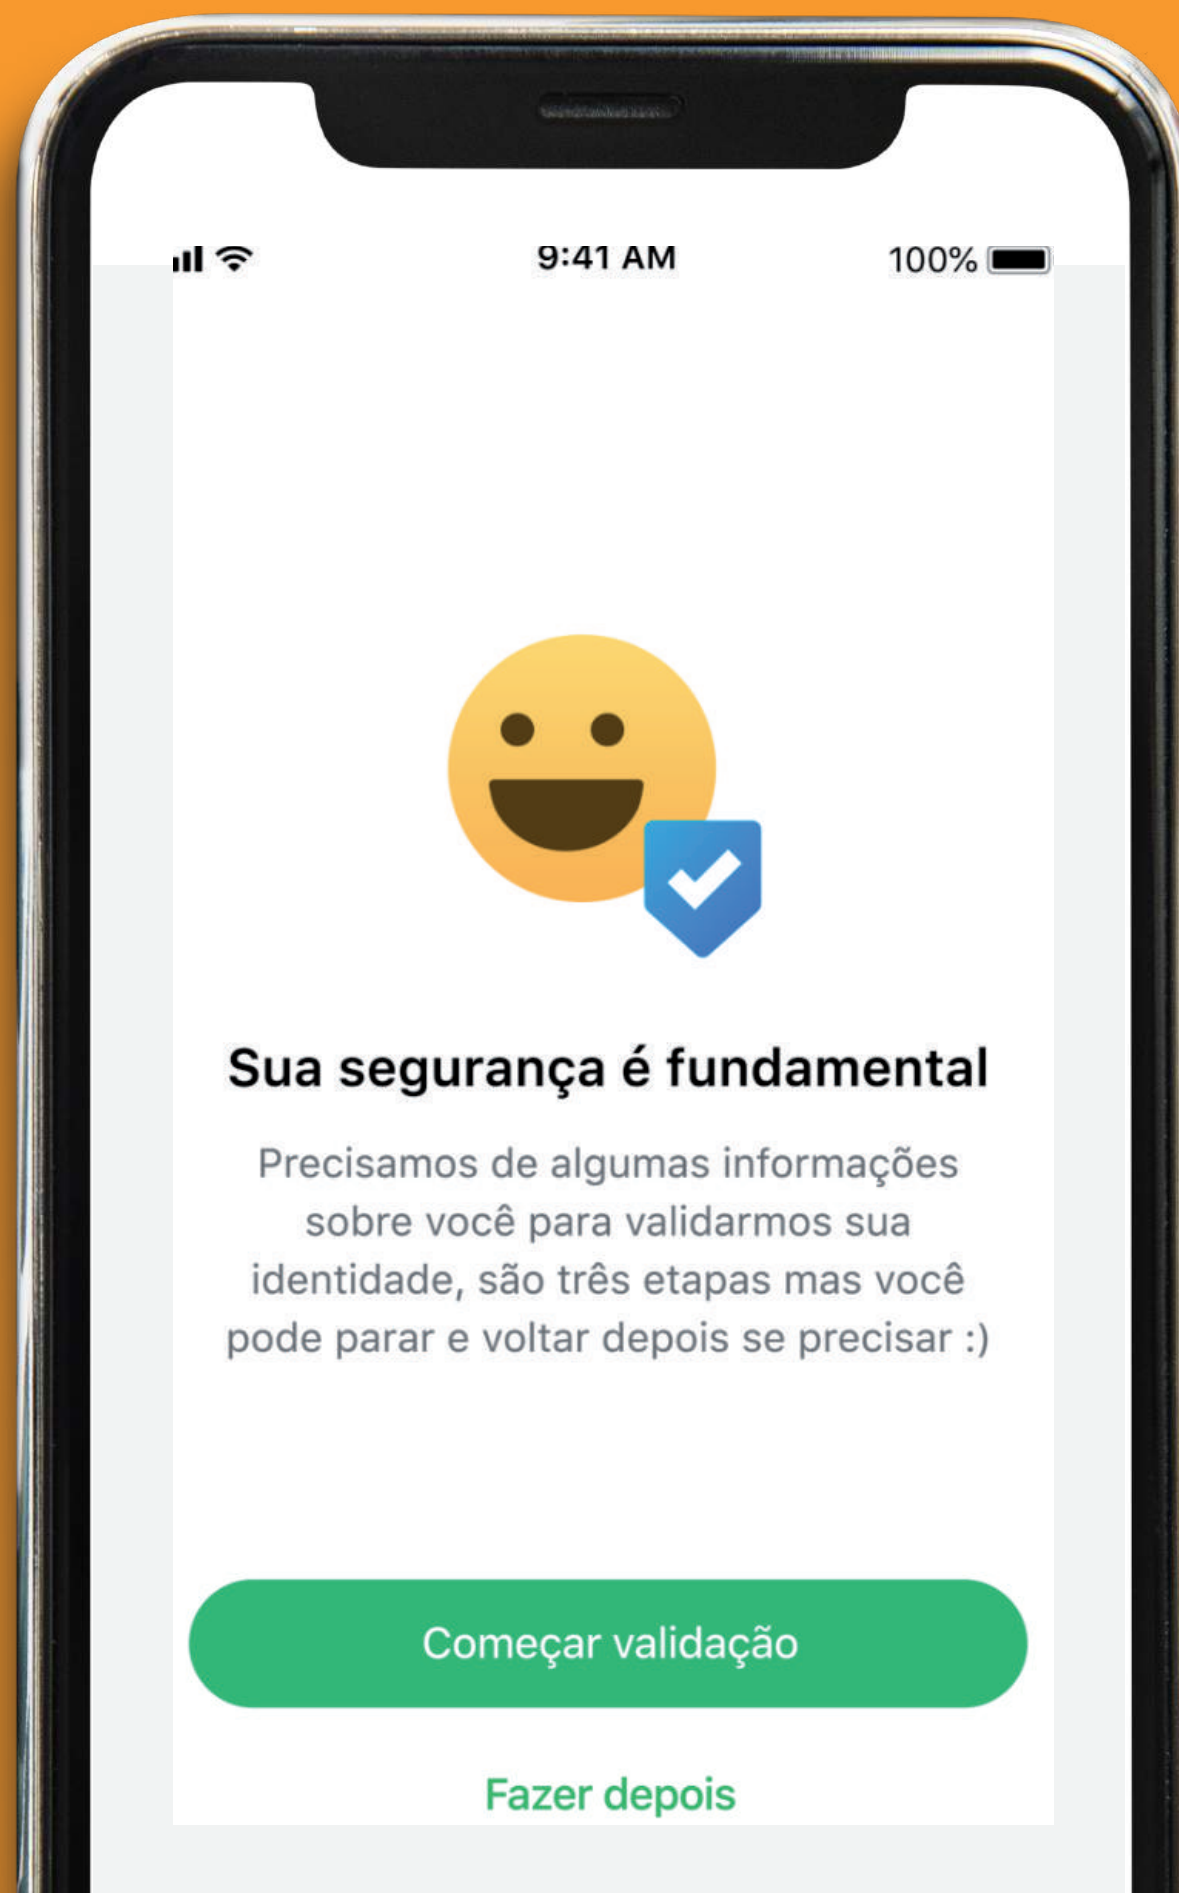 9:41 AM
100%
Sua segurança é fundamental
Precisamos de algumas informações
sobre você para validarmos sua
identidade, são três etapas mas você
pode parar e voltar depois se precisar :)
Começar validação
Fazer depois